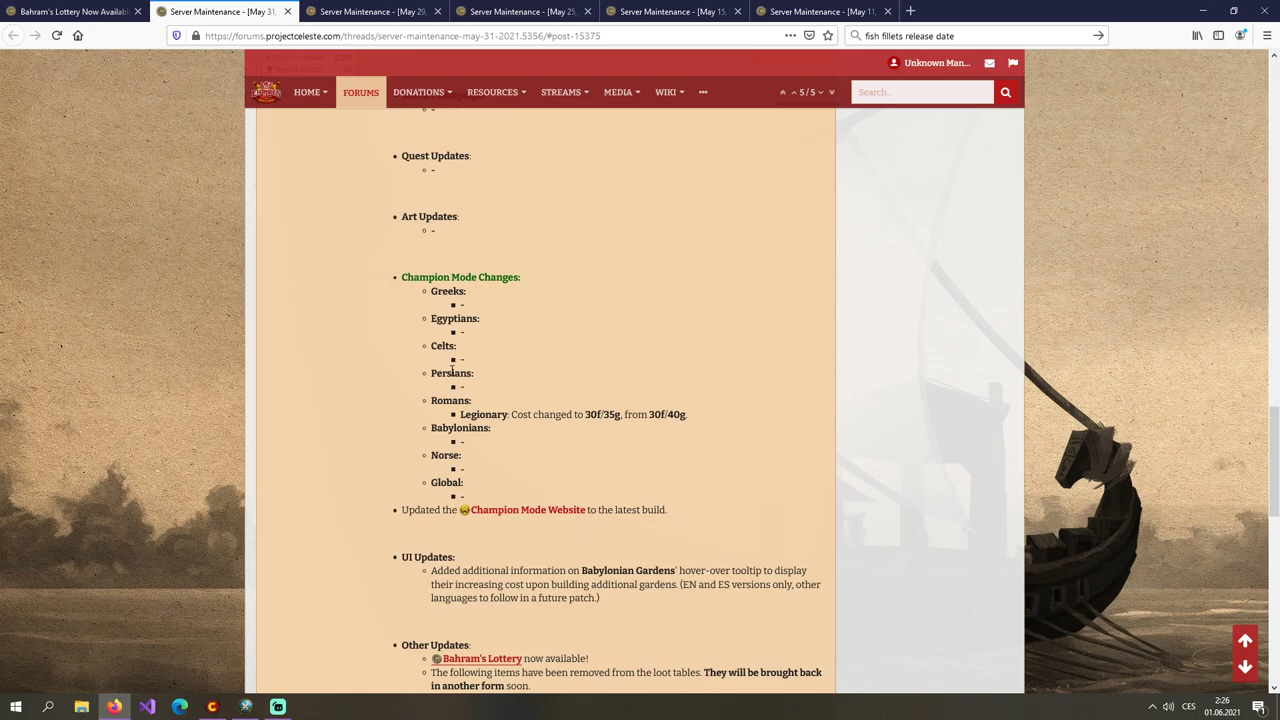 Bahram's Lottery Now Available!
Server Maintenance - [May 31,
Server Maintenance - [May 29,
Server Maintenance - [May 25,
Server Maintenance - [May 15,
Server Maintenance - [May 11,
https://forums.projectceleste.com/threads/server-maintenance-may-31-2021.5356/#post-15375
fish fillets release date
Unknown Man...
HOME
FORUMS
DONATIONS
RESOURCES
STREAMS
MEDIA
WIKI
5 / 5
Search...
-
Quest Updates:
-
Art Updates:
-
Champion Mode Changes:
Greeks:
-
Egyptians:
-
Celts:
-
Persians:
-
Romans:
Legionary: Cost changed to 30f/35g, from 30f/40g.
Babylonians:
-
Norse:
-
Global:
-
Updated the Champion Mode Website to the latest build.
UI Updates:
Added additional information on Babylonian Gardens' hover-over tooltip to display
their increasing cost upon building additional gardens. (EN and ES versions only, other
languages to follow in a future patch.)
Other Updates:
Bahram's Lottery now available!
The following items have been removed from the loot tables. They will be brought back
in another form soon.
CES
2:26
01.06.2021